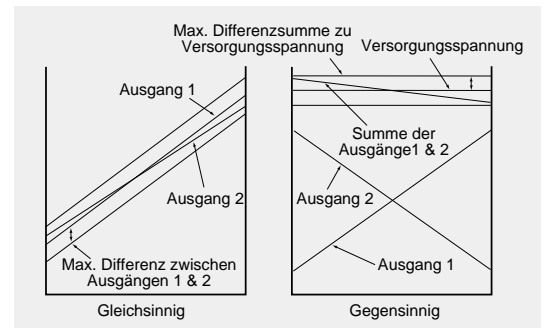 Max. Differenzsumme zu
Versorgungsspannung
Versorgungsspannung
Ausgang 1
Summe der
Ausgänge1 & 2
Ausgang 2
Ausgang 2
Max. Differenz zwischen
Ausgängen 1 & 2
Ausgang 1
Gleichsinnig
Gegensinnig